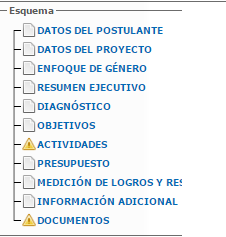 Esquema
DATOS DEL POSTULANTE
DATOS DEL PROYECTO
ENFOQUE DE GÉNERO
RESUMEN EJECUTIVO
DIAGNÓSTICO
OBJETIVOS
ACTIVIDADES
PRESUPUESTO
MEDICIÓN DE LOGROS Y RES
INFORMACIÓN ADICIONAL
DOCUMENTOS